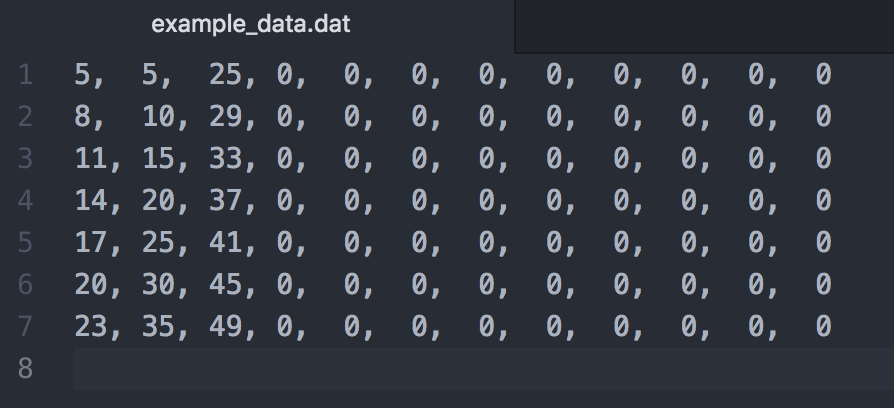 example_data.dat
1 5, 5, 25, 0, 0, 0, 0, 0, 0, 0, 0, 0
2 8, 10, 29, 0, 0, 0, 0, 0, 0, 0, 0, 0
3 11, 15, 33, 0, 0, 0, 0, 0, 0, 0, 0, 0
4 14, 20, 37, 0, 0, 0, 0, 0, 0, 0, 0, 0
5 17, 25, 41, 0, 0, 0, 0, 0, 0, 0, 0, 0
6 20, 30, 45, 0, 0, 0, 0, 0, 0, 0, 0, 0
7 23, 35, 49, 0, 0, 0, 0, 0, 0, 0, 0, 0
8